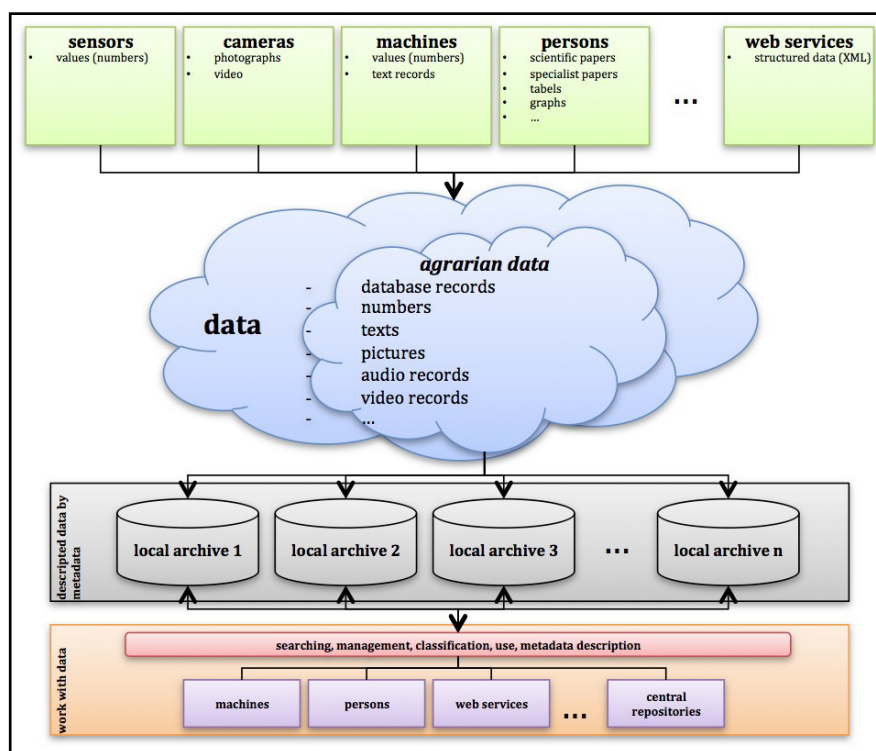 sensors
• values (numbers)
cameras
• photographs
• video
machines
• values (numbers)
• text records
persons
• scientific papers
• specialist papers
• tabels
• graphs
• ...
...
web services
• structured data (XML)
data
agrarian data
- database records
- numbers
- texts
- pictures
- audio records
- video records
- ...
descripted data by
metadata
local archive 1
local archive 2
local archive 3
...
local archive n
work with data
searching, management, classification, use, metadata description
machines
persons
web services
...
central
repositories